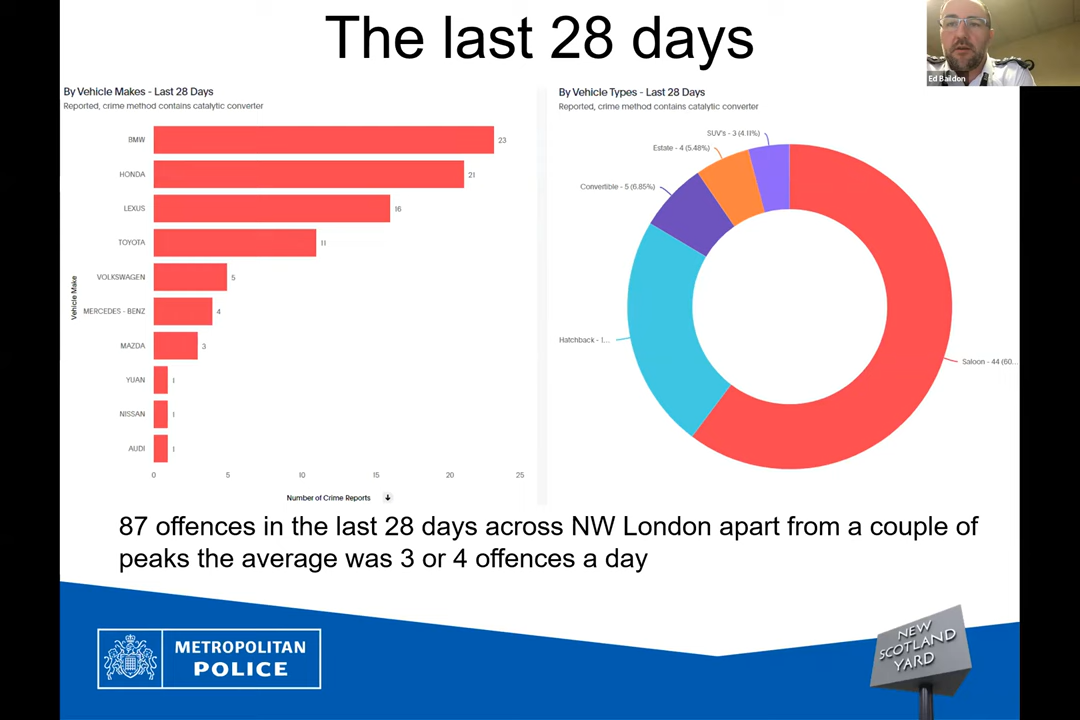 The last 28 days
Ed Baildon
By Vehicle Makes - Last 28 Days
Reported, crime method contains catalytic converter
BMW 23
HONDA 21
LEXUS 16
TOYOTA 11
VOLKSWAGEN 5
MERCEDES - BENZ 4
MAZDA 3
YUAN 1
NISSAN 1
AUDI 1
Vehicle Make
0 5 10 15 20 25
Number of Crime Reports
By Vehicle Types - Last 28 Days
Reported, crime method contains catalytic converter
SUV's - 3 (4.11%)
Estate - 4 (5.48%)
Convertible - 5 (6.85%)
Hatchback - 1...
Saloon - 44 (60...
87 offences in the last 28 days across NW London apart from a couple of
peaks the average was 3 or 4 offences a day
METROPOLITAN
POLICE
NEW
SCOTLAND
YARD